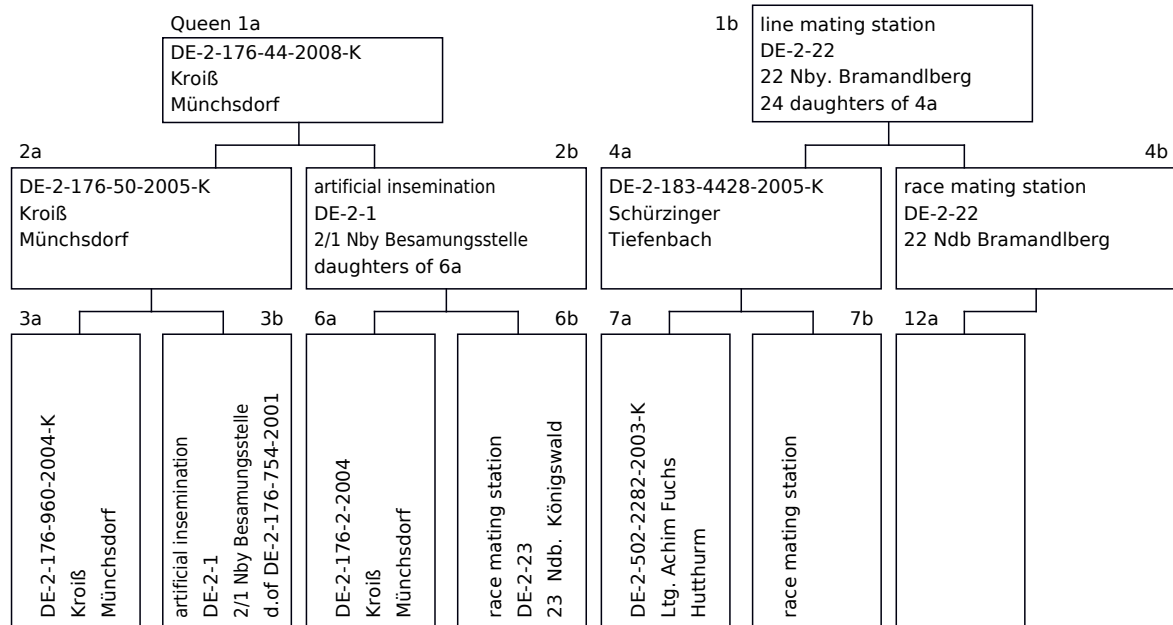 Queen 1a
DE-2-176-44-2008-K
Kroiß
Münchsdorf
1b
line mating station
DE-2-22
22 Nby. Bramandlberg
24 daughters of 4a
2a
DE-2-176-50-2005-K
Kroiß
Münchsdorf
2b
artificial insemination
DE-2-1
2/1 Nby Besamungsstelle
daughters of 6a
4a
DE-2-183-4428-2005-K
Schürzinger
Tiefenbach
4b
race mating station
DE-2-22
22 Ndb Bramandlberg
3a
DE-2-176-960-2004-K
Kroiß
Münchsdorf
3b
artificial insemination
DE-2-1
2/1 Nby Besamungsstelle
d.of DE-2-176-754-2001
6a
DE-2-176-2-2004
Kroiß
Münchsdorf
6b
race mating station
DE-2-23
23 Ndb. Königswald
7a
DE-2-502-2282-2003-K
Ltg. Achim Fuchs
Hutthurm
7b
race mating station
12a